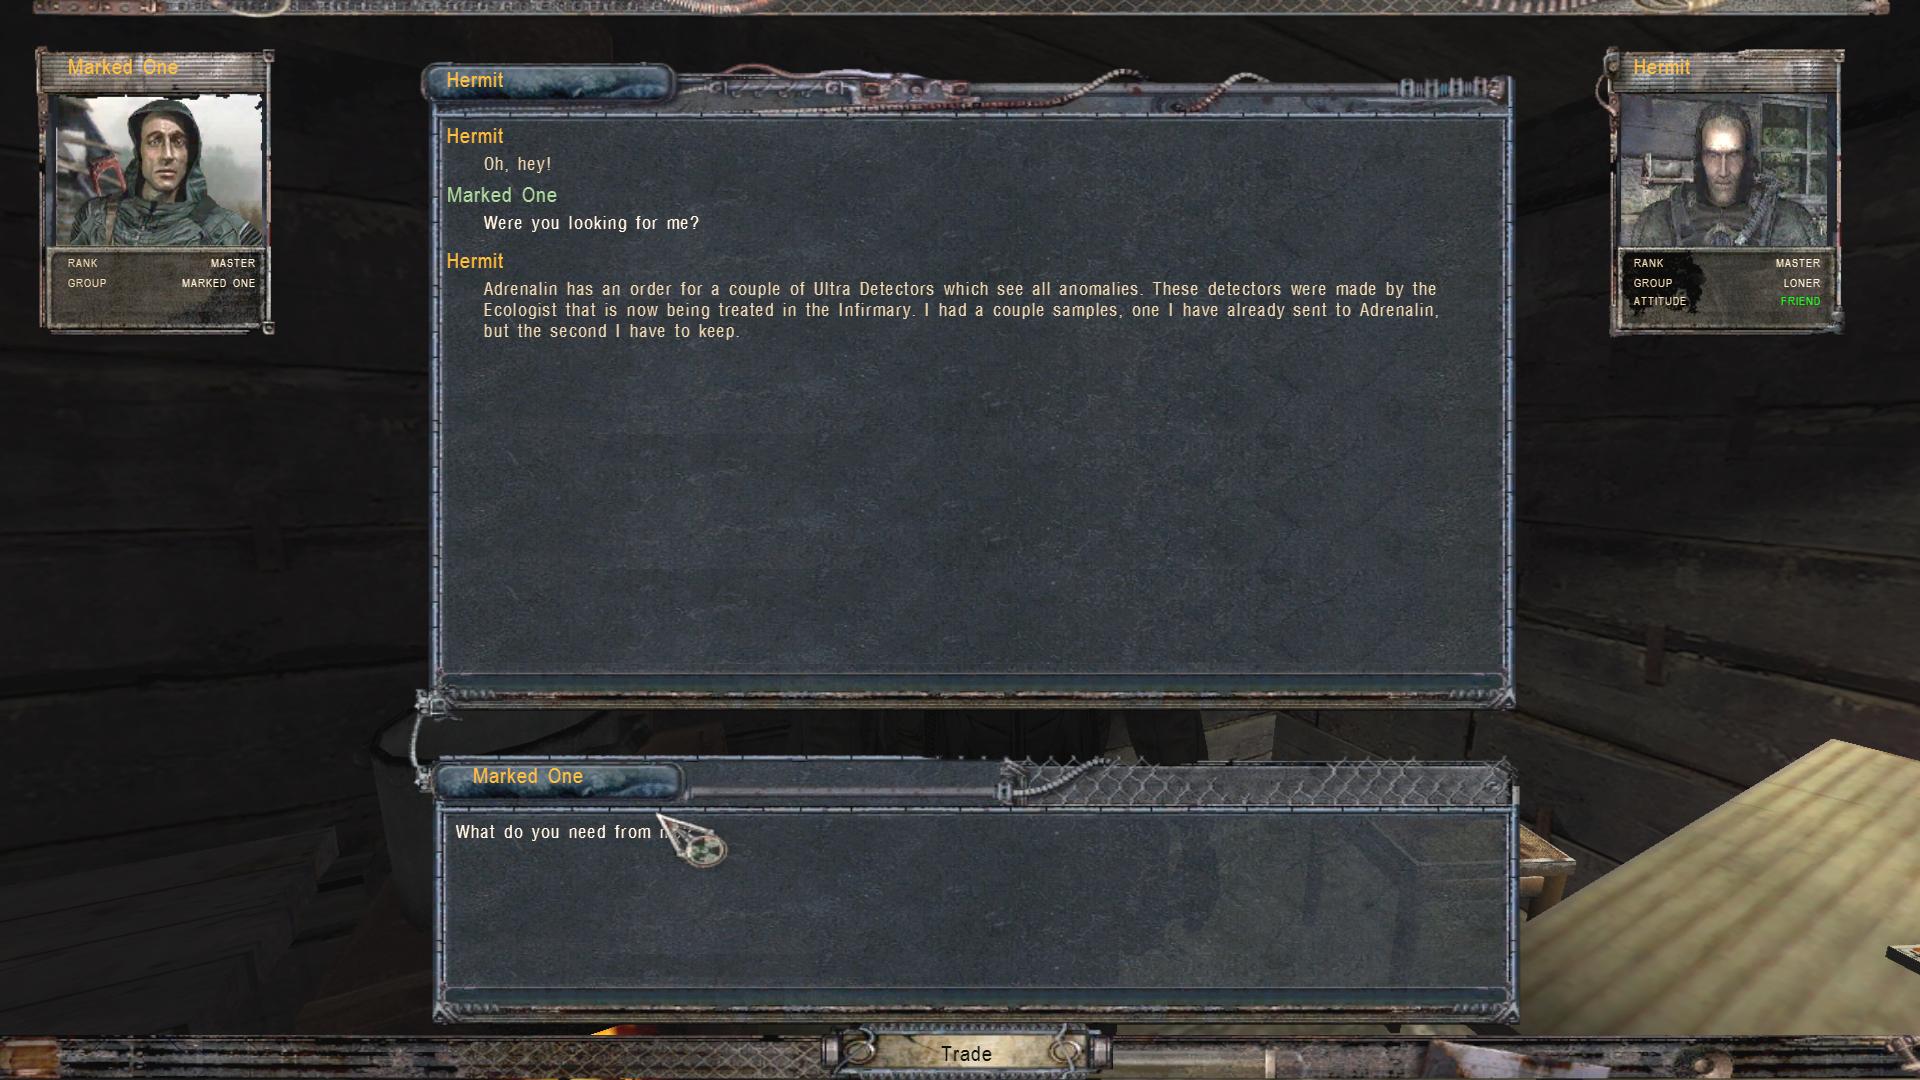 Marked One
RANK MASTER
GROUP MARKED ONE
Hermit
Hermit
Oh, hey!
Marked One
Were you looking for me?
Hermit
Adrenalin has an order for a couple of Ultra Detectors which see all anomalies. These detectors were made by the
Ecologist that is now being treated in the Infirmary. I had a couple samples, one I have already sent to Adrenalin,
but the second I have to keep.
Hermit
RANK MASTER
GROUP LONER
ATTITUDE FRIEND
Marked One
What do you need from
Trade